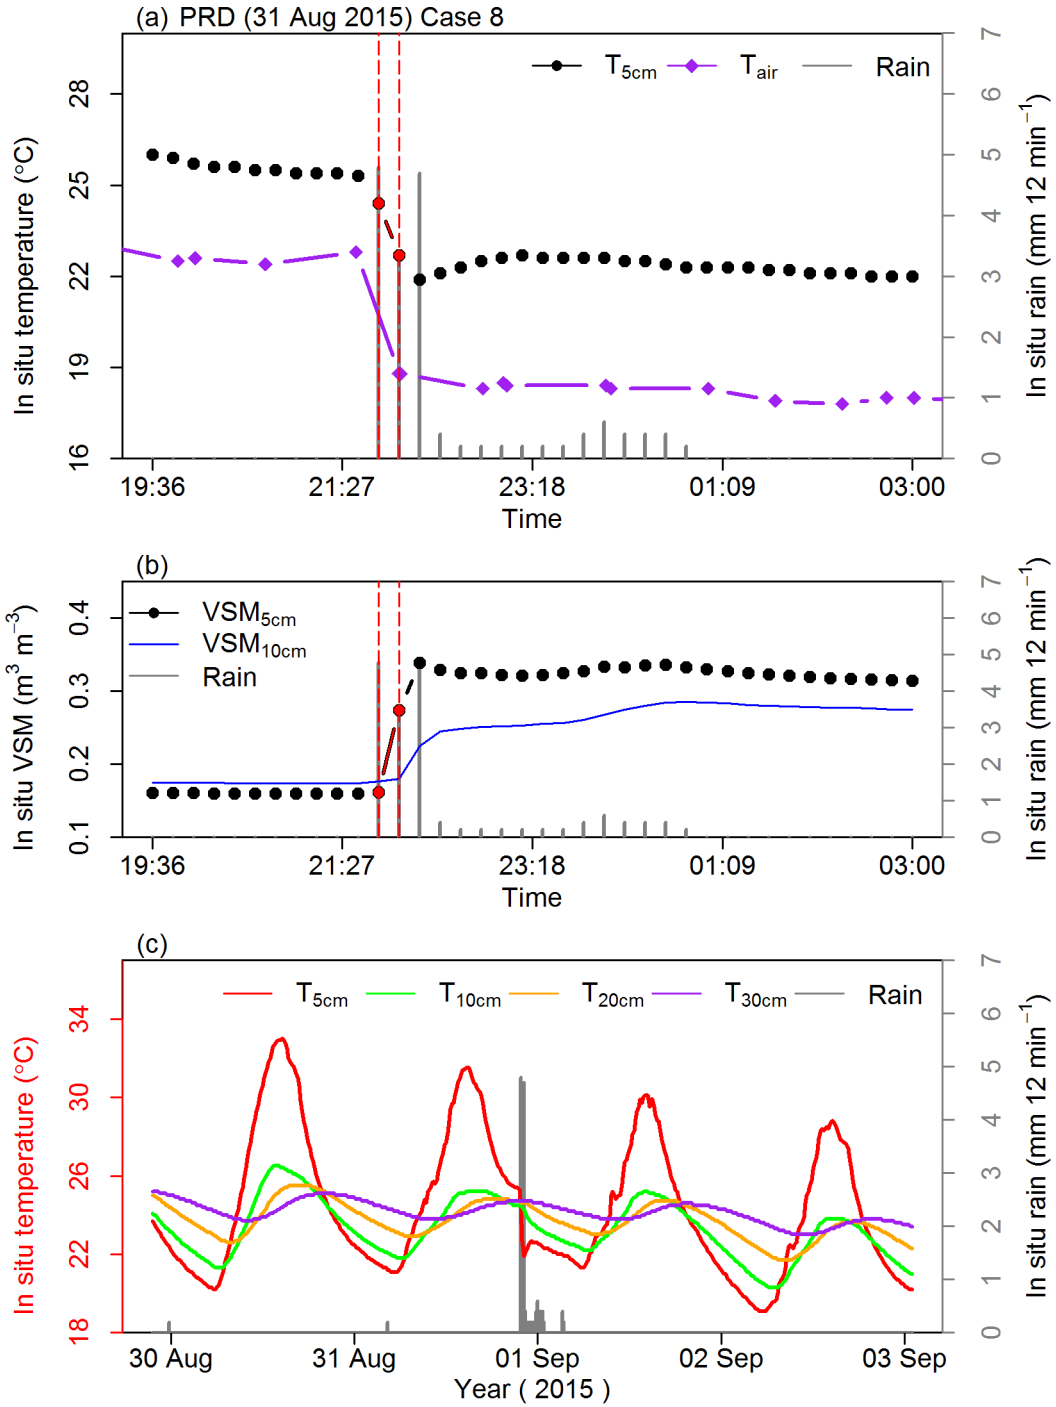 (a) PRD (31 Aug 2015) Case 8
T5cm Tair Rain
In situ temperature (°C)
16 19 22 25 28
In situ rain (mm 12 min−1)
0 1 2 3 4 5 6 7
19:36 21:27 23:18 01:09 03:00
Time
(b)
VSM5cm
VSM10cm
Rain
In situ VSM (m3 m−3)
0.1 0.2 0.3 0.4
In situ rain (mm 12 min−1)
0 1 2 3 4 5 6 7
19:36 21:27 23:18 01:09 03:00
Time
(c)
T5cm T10cm T20cm T30cm Rain
In situ temperature (°C)
18 22 26 30 34
In situ rain (mm 12 min−1)
0 1 2 3 4 5 6 7
30 Aug 31 Aug 01 Sep 02 Sep 03 Sep
Year ( 2015 )